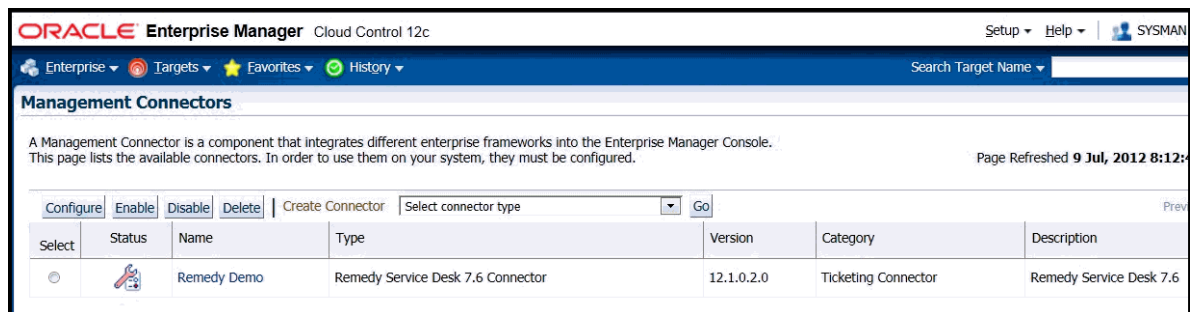 ORACLE Enterprise Manager Cloud Control 12c
Setup Help SYSMAN
Enterprise Targets Favorites History Search Target Name
Management Connectors
A Management Connector is a component that integrates different enterprise frameworks into the Enterprise Manager Console.
This page lists the available connectors. In order to use them on your system, they must be configured.
Page Refreshed 9 Jul, 2012 8:12:4
Configure Enable Disable Delete Create Connector Select connector type Go Previ
Select Status Name Type Version Category Description
Remedy Demo Remedy Service Desk 7.6 Connector 12.1.0.2.0 Ticketing Connector Remedy Service Desk 7.6